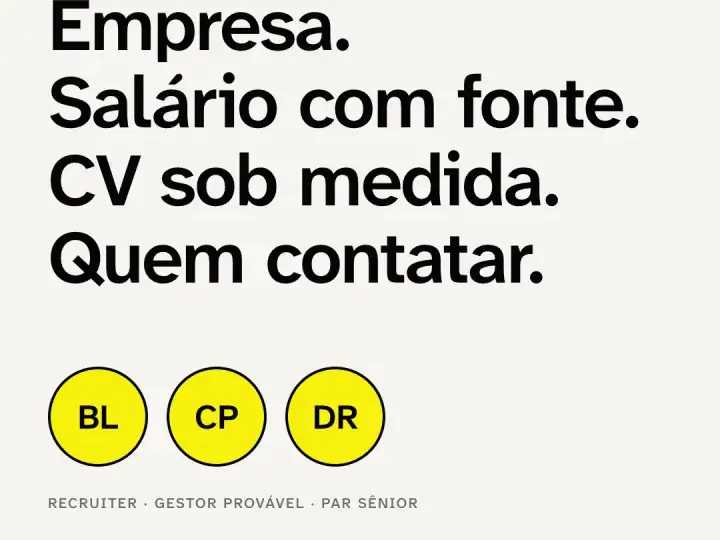 Empresa.
Salário com fonte.
CV sob medida.
Quem contatar.
BL CP DR
RECRUITER · GESTOR PROVÁVEL · PAR SÊNIOR